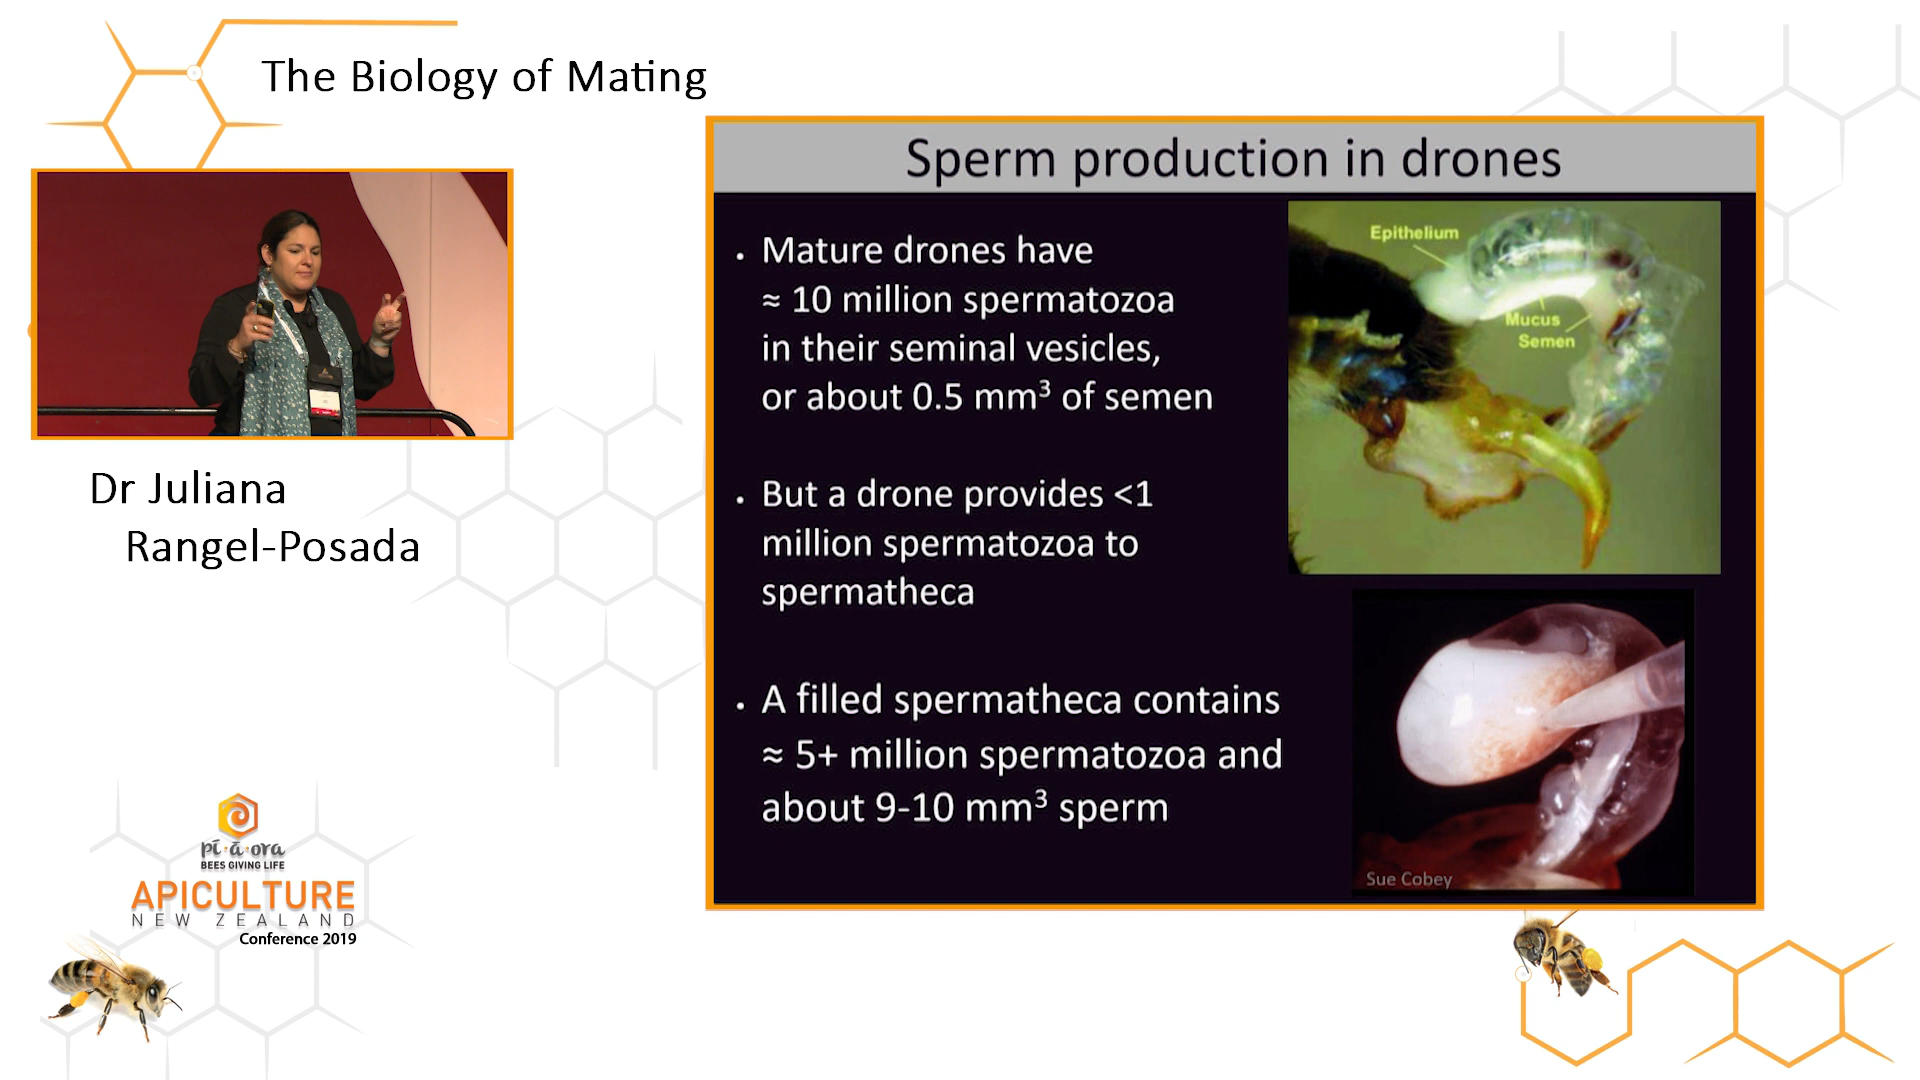 The Biology of Mating
Dr Juliana
Rangel-Posada
Sperm production in drones
• Mature drones have
≈ 10 million spermatozoa
in their seminal vesicles,
or about 0.5 mm³ of semen
• But a drone provides <1
million spermatozoa to
spermatheca
• A filled spermatheca contains
≈ 5+ million spermatozoa and
about 9-10 mm³ sperm
Epithelium
Mucus
Semen
Sue Cobey
pī·ā·ora
BEES GIVING LIFE
APICULTURE
NEW ZEALAND
Conference 2019